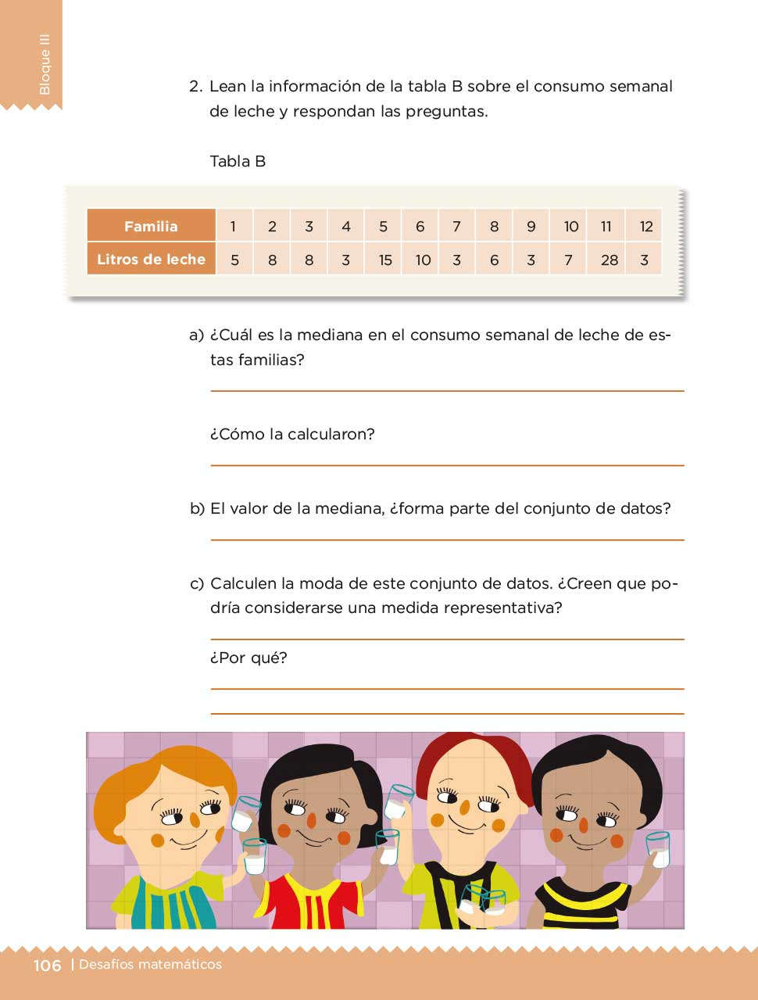 Bloque III
2. Lean la información de la tabla B sobre el consumo semanal
de leche y respondan las preguntas.
Tabla B
Familia 1 2 3 4 5 6 7 8 9 10 11 12
Litros de leche 5 8 8 3 15 10 3 6 3 7 28 3
a) ¿Cuál es la mediana en el consumo semanal de leche de es-
tas familias?
¿Cómo la calcularon?
b) El valor de la mediana, ¿forma parte del conjunto de datos?
c) Calculen la moda de este conjunto de datos. ¿Creen que po-
dría considerarse una medida representativa?
¿Por qué?
106 | Desafíos matemáticos